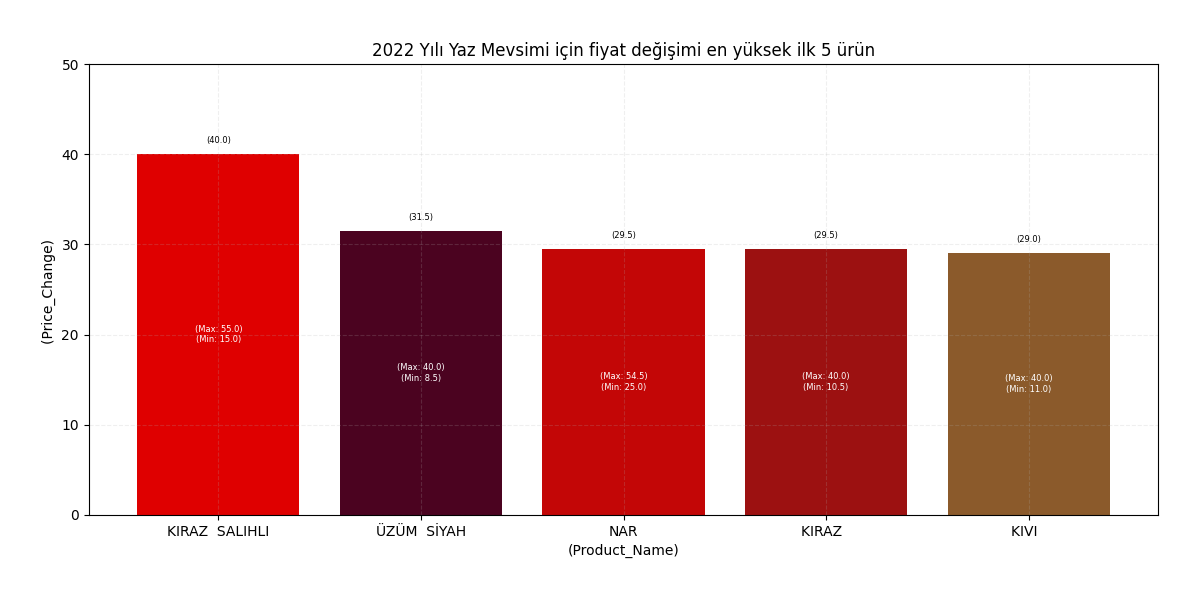 2022 Yılı Yaz Mevsimi için fiyat değişimi en yüksek ilk 5 ürün
(Price_Change)
50
40
30
20
10
0
(40.0)
(Max: 55.0)
(Min: 15.0)
(31.5)
(Max: 40.0)
(Min: 8.5)
(29.5)
(Max: 54.5)
(Min: 25.0)
(29.5)
(Max: 40.0)
(Min: 10.5)
(29.0)
(Max: 40.0)
(Min: 11.0)
KIRAZ  SALIHLI
ÜZÜM  SİYAH
NAR
KIRAZ
KIVI
(Product_Name)